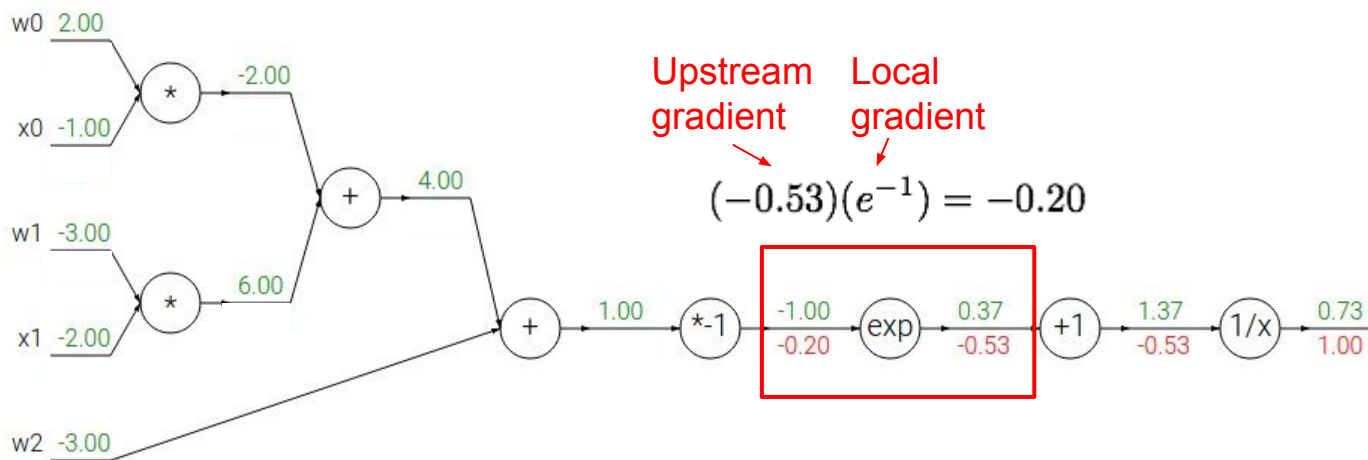 w0 2.00
x0 -1.00
*
-2.00
w1 -3.00
x1 -2.00
*
6.00
+
4.00
w2 -3.00
+
1.00
*-1
-1.00
-0.20
exp
0.37
-0.53
+1
1.37
-0.53
1/x
0.73
1.00
Upstream
gradient
Local
gradient
(-0.53)(e⁻¹) = -0.20